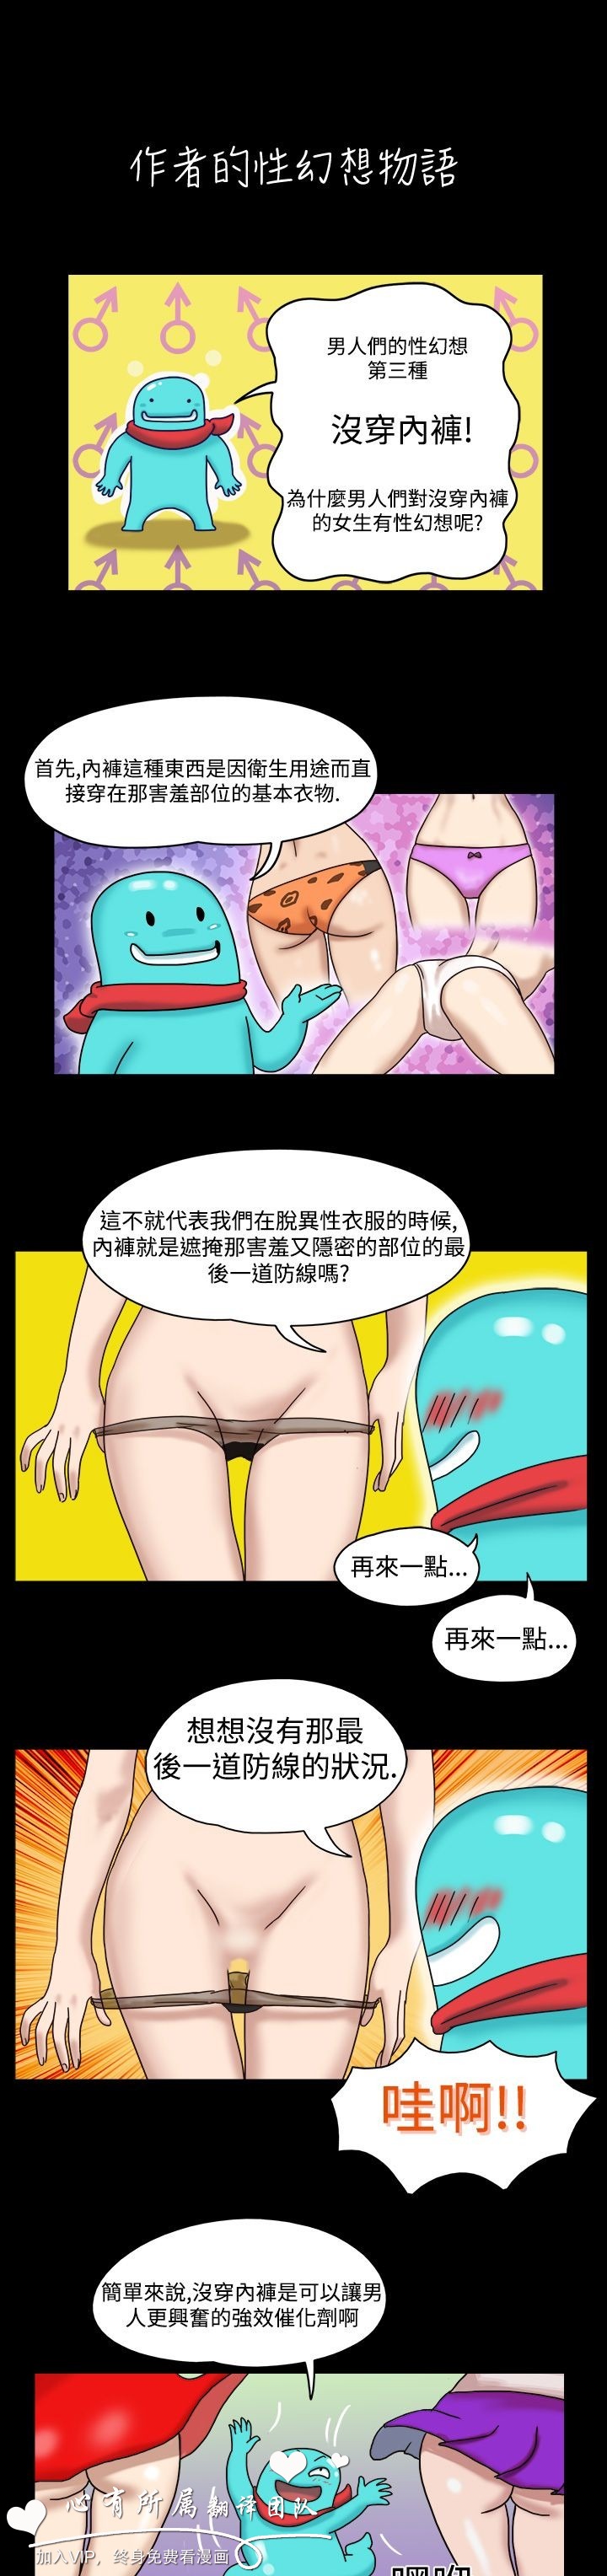 作者的性幻想物語
男人們的性幻想
第三種
沒穿內褲!
為什麼男人們對沒穿內褲
的女生有性幻想呢?
首先,內褲這種東西是因衛生用途而直
接穿在那害羞部位的基本衣物.
這不就代表我們在脫異性衣服的時候,
內褲就是遮掩那害羞又隱密的部位的最
後一道防線嗎?
再來一點...
再來一點...
想想沒有那最
後一道防線的狀況.
哇啊!!
簡單來說,沒穿內褲是可以讓男
人更興奮的強效催化劑啊
心有所属翻译团队
加入VIP，终身免费看漫画